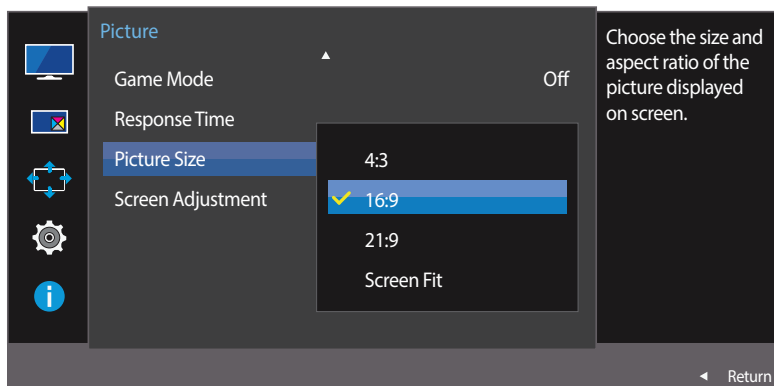 Picture
Game Mode Off
Response Time
Picture Size
Screen Adjustment
4:3
16:9
21:9
Screen Fit
Choose the size and
aspect ratio of the
picture displayed
on screen.
i
Return